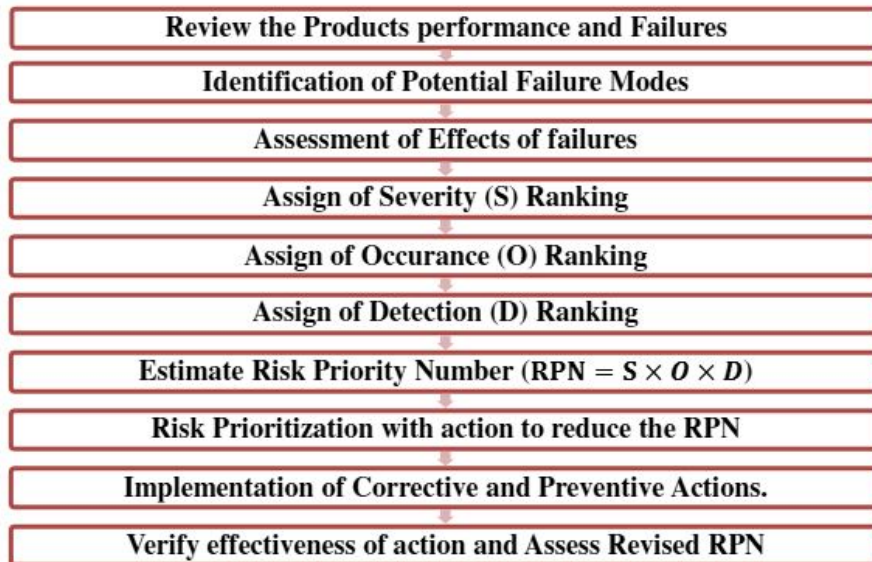 Review the Products performance and Failures
Identification of Potential Failure Modes
Assessment of Effects of failures
Assign of Severity (S) Ranking
Assign of Occurance (O) Ranking
Assign of Detection (D) Ranking
Estimate Risk Priority Number (RPN = S × O × D)
Risk Prioritization with action to reduce the RPN
Implementation of Corrective and Preventive Actions.
Verify effectiveness of action and Assess Revised RPN